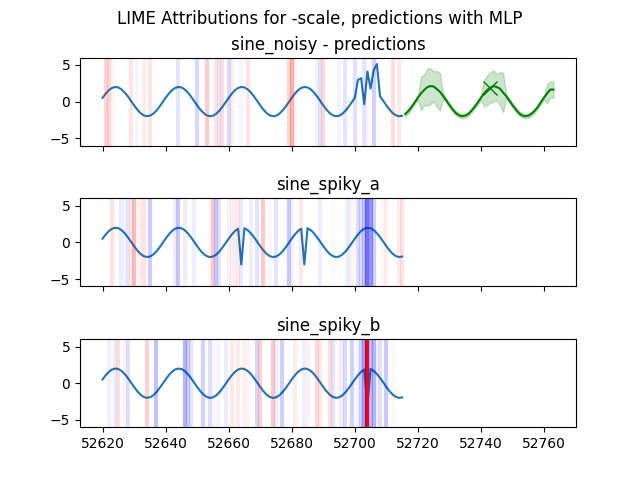 LIME Attributions for -scale, predictions with MLP
sine_noisy - predictions
5
0
−5
sine_spiky_a
5
0
−5
sine_spiky_b
5
0
−5
52620 52640 52660 52680 52700 52720 52740 52760